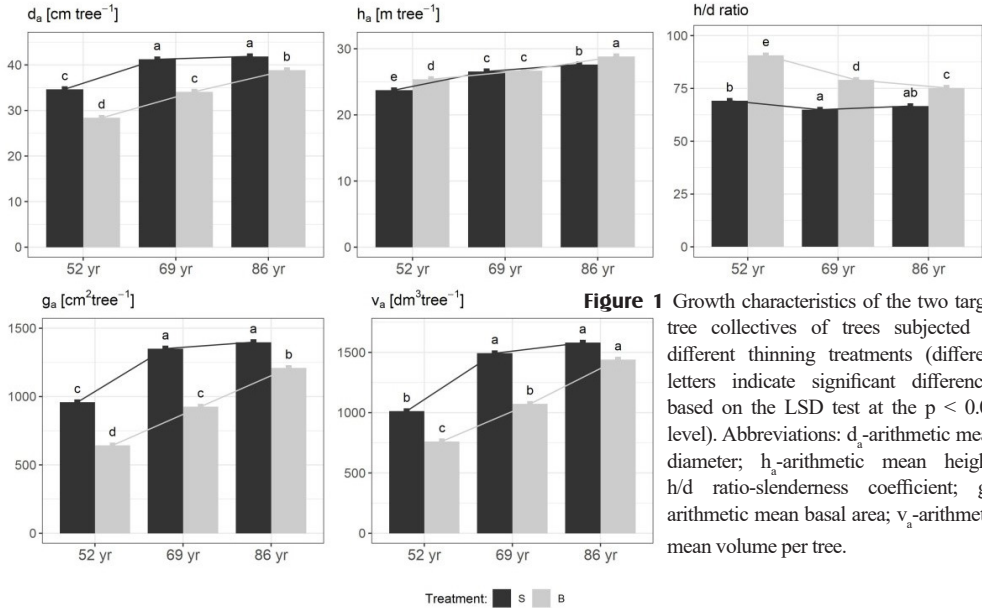 dₐ [cm tree⁻¹]
40
30
20
10
0
c
d
a
c
a
b
52 yr
69 yr
86 yr
hₐ [m tree⁻¹]
30
20
10
0
e
d
c
c
b
a
52 yr
69 yr
86 yr
h/d ratio
100
75
50
25
0
b
e
a
d
ab
c
52 yr
69 yr
86 yr
gₐ [cm²tree⁻¹]
1500
1000
500
0
c
d
a
c
a
b
52 yr
69 yr
86 yr
vₐ [dm³tree⁻¹]
1500
1000
500
0
b
c
a
b
a
a
52 yr
69 yr
86 yr
Figure 1 Growth characteristics of the two targ
tree collectives of trees subjected
different thinning treatments (differe
letters indicate significant differenc
based on the LSD test at the p < 0.0
level). Abbreviations: dₐ-arithmetic mea
diameter; hₐ-arithmetic mean heigh
h/d ratio-slenderness coefficient; g
arithmetic mean basal area; vₐ-arithmet
mean volume per tree.
Treatment: S B